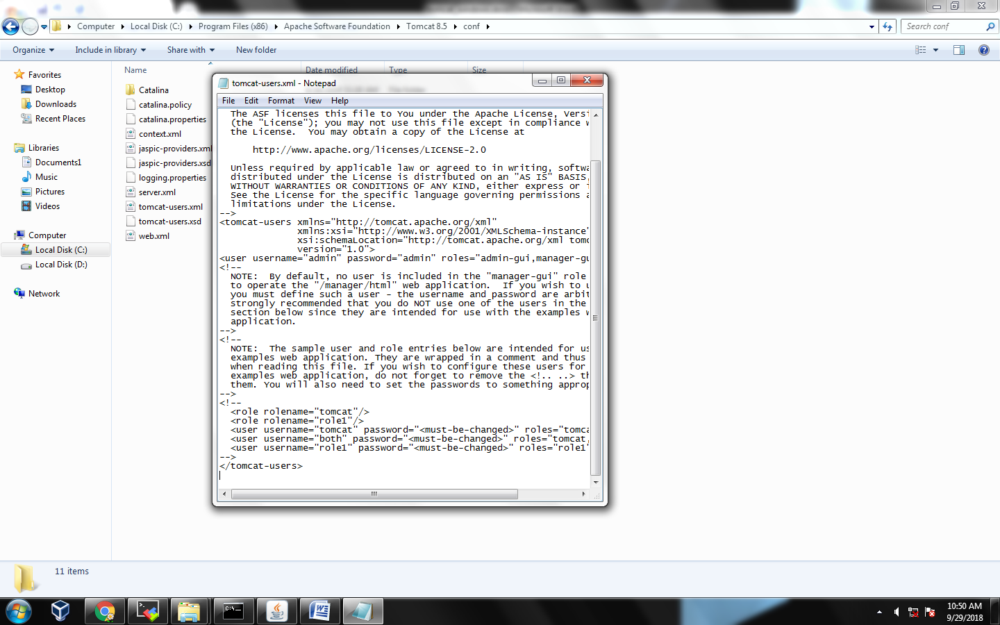 Computer Local Disk (C:) Program Files (x86) Apache Software Foundation Tomcat 8.5 conf
Search conf
Organize Include in library Share with New folder
Favorites
Desktop
Downloads
Recent Places
Libraries
Documents1
Music
Pictures
Videos
Computer
Local Disk (C:)
Local Disk (D:)
Network
Name Date modified Type Size
Catalina
catalina.policy
catalina.properties
context.xml
jaspic-providers.xml
jaspic-providers.xsd
logging.properties
server.xml
tomcat-users.xml
tomcat-users.xsd
web.xml
tomcat-users.xml - Notepad
File Edit Format View Help
The ASF licenses this file to You under the Apache License, Versi
(the "License"); you may not use this file except in compliance w
the License.  You may obtain a copy of the License at
http://www.apache.org/licenses/LICENSE-2.0
Unless required by applicable law or agreed to in writing, softwa
distributed under the License is distributed on an "AS IS" BASIS,
WITHOUT WARRANTIES OR CONDITIONS OF ANY KIND, either express or i
See the License for the specific language governing permissions a
limitations under the License.
-->
<tomcat-users xmlns="http://tomcat.apache.org/xml"
xmlns:xsi="http://www.w3.org/2001/XMLSchema-instance"
xsi:schemaLocation="http://tomcat.apache.org/xml tomc
version="1.0">
<user username="admin" password="admin" roles="admin-gui,manager-gu
<!--
NOTE:  By default, no user is included in the "manager-gui" role
to operate the "/manager/html" web application.  If you wish to u
you must define such a user - the username and password are arbit
strongly recommended that you do NOT use one of the users in the
section below since they are intended for use with the examples w
application.
-->
<!--
NOTE:  The sample user and role entries below are intended for us
examples web application. They are wrapped in a comment and thus
when reading this file. If you wish to configure these users for
examples web application, do not forget to remove the <!.. ..> th
them. You will also need to set the passwords to something approp
-->
<!--
<role rolename="tomcat"/>
<role rolename="role1"/>
<user username="tomcat" password="<must-be-changed>" roles="tomca
<user username="both" password="<must-be-changed>" roles="tomcat,
<user username="role1" password="<must-be-changed>" roles="role1"
-->
</tomcat-users>
11 items
10:50 AM
9/29/2018